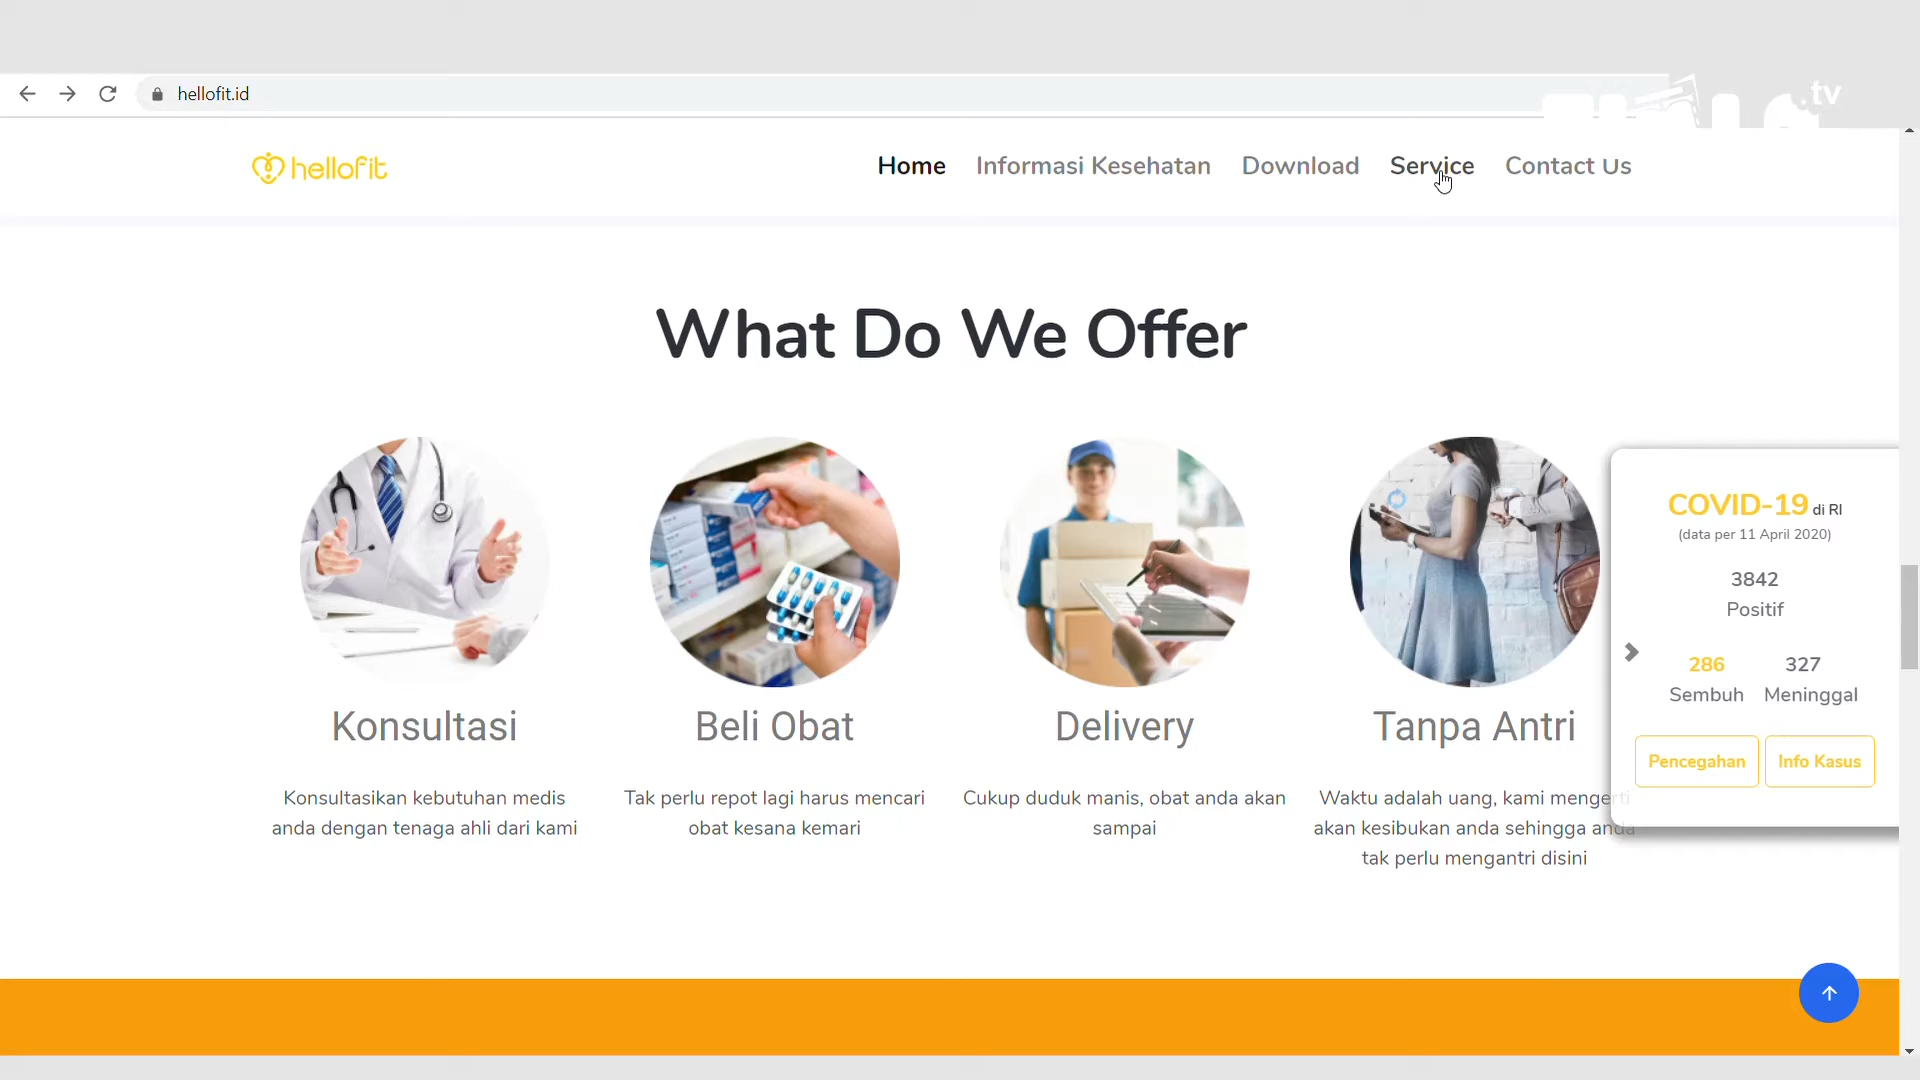 hellofit.id
.tv
hellofit
Home Informasi Kesehatan Download Service Contact Us
What Do We Offer
Konsultasi
Konsultasikan kebutuhan medis
anda dengan tenaga ahli dari kami
Beli Obat
Tak perlu repot lagi harus mencari
obat kesana kemari
Delivery
Cukup duduk manis, obat anda akan
sampai
Tanpa Antri
Waktu adalah uang, kami mengerti
akan kesibukan anda sehingga anda
tak perlu mengantri disini
COVID-19 di RI
(data per 11 April 2020)
3842
Positif
286 327
Sembuh Meninggal
Pencegahan Info Kasus